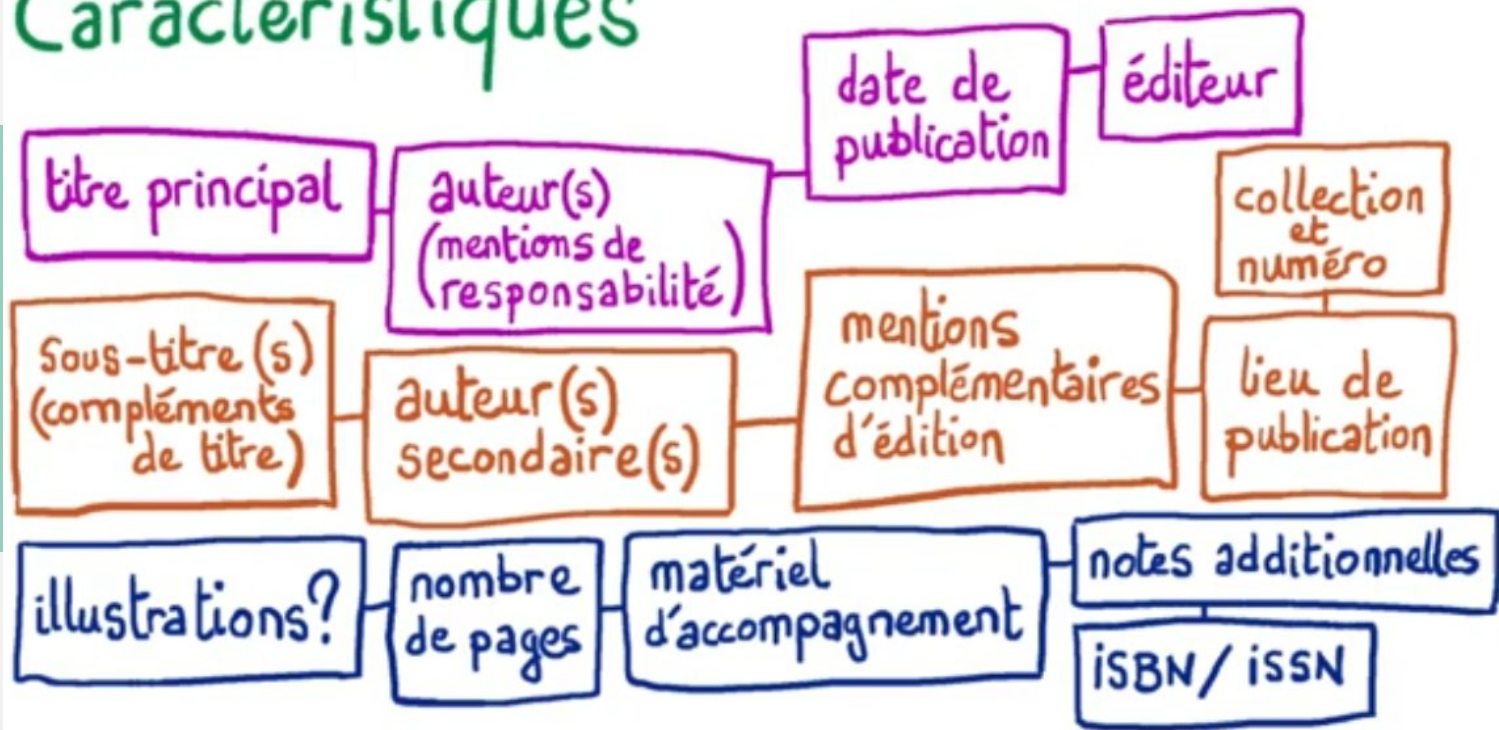 Caractéristiques
titre principal
auteur(s)
(mentions de
responsabilité)
date de
publication
éditeur
sous-titre(s)
(compléments
de titre)
auteur(s)
secondaire(s)
mentions
complémentaires
d'édition
lieu de
publication
collection
et
numéro
illustrations?
nombre
de pages
matériel
d'accompagnement
notes additionnelles
iSBN/iSSN